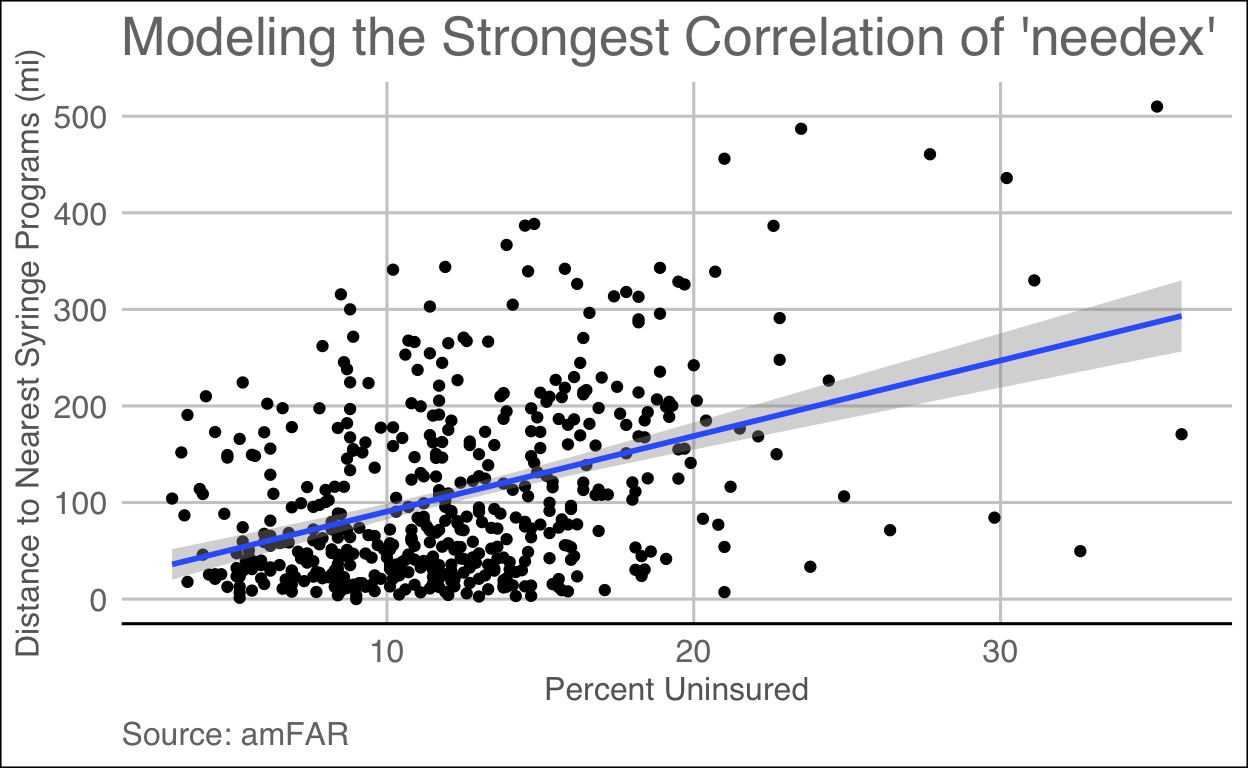 Modeling the Strongest Correlation of 'needex'
Distance to Nearest Syringe Programs (mi)
500
400
300
200
100
0
10 20 30
Percent Uninsured
Source: amFAR